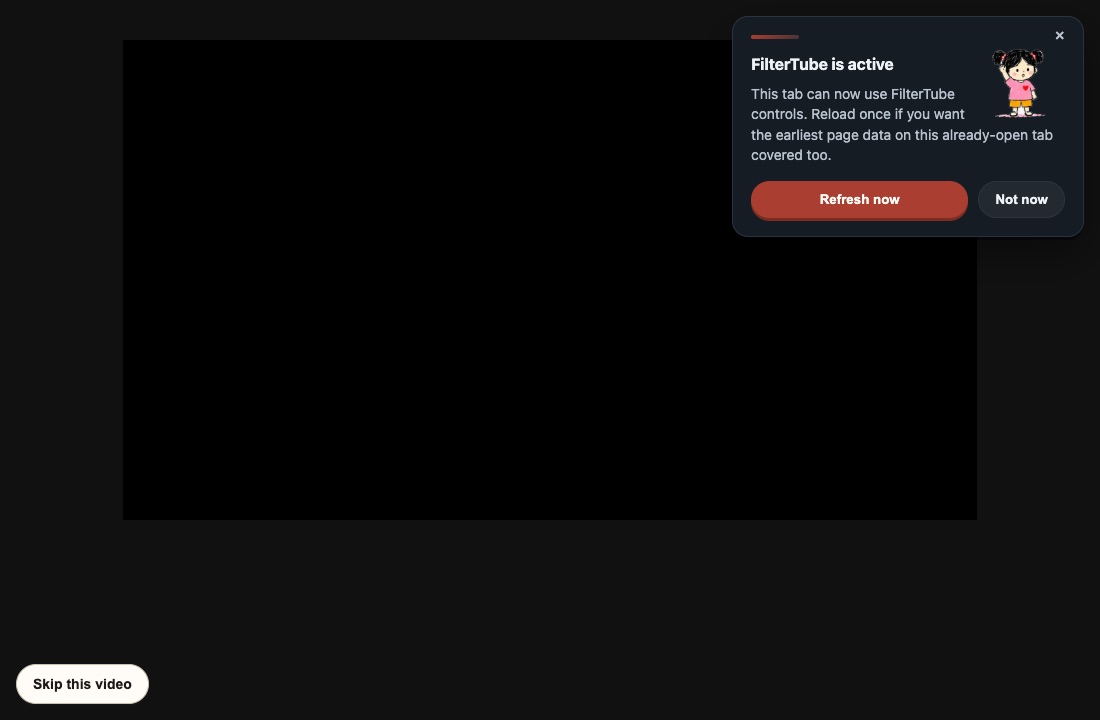 FilterTube is active
This tab can now use FilterTube
controls. Reload once if you want
the earliest page data on this already-open tab
covered too.
Refresh now
Not now
Skip this video